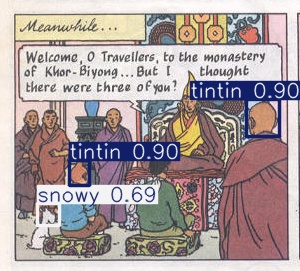 Meanwhile...
Welcome, O Travellers, to the monastery
of Khor-Biyong... But I thought
there were three of you?
tintin 0.90
tintin 0.90
snowy 0.69